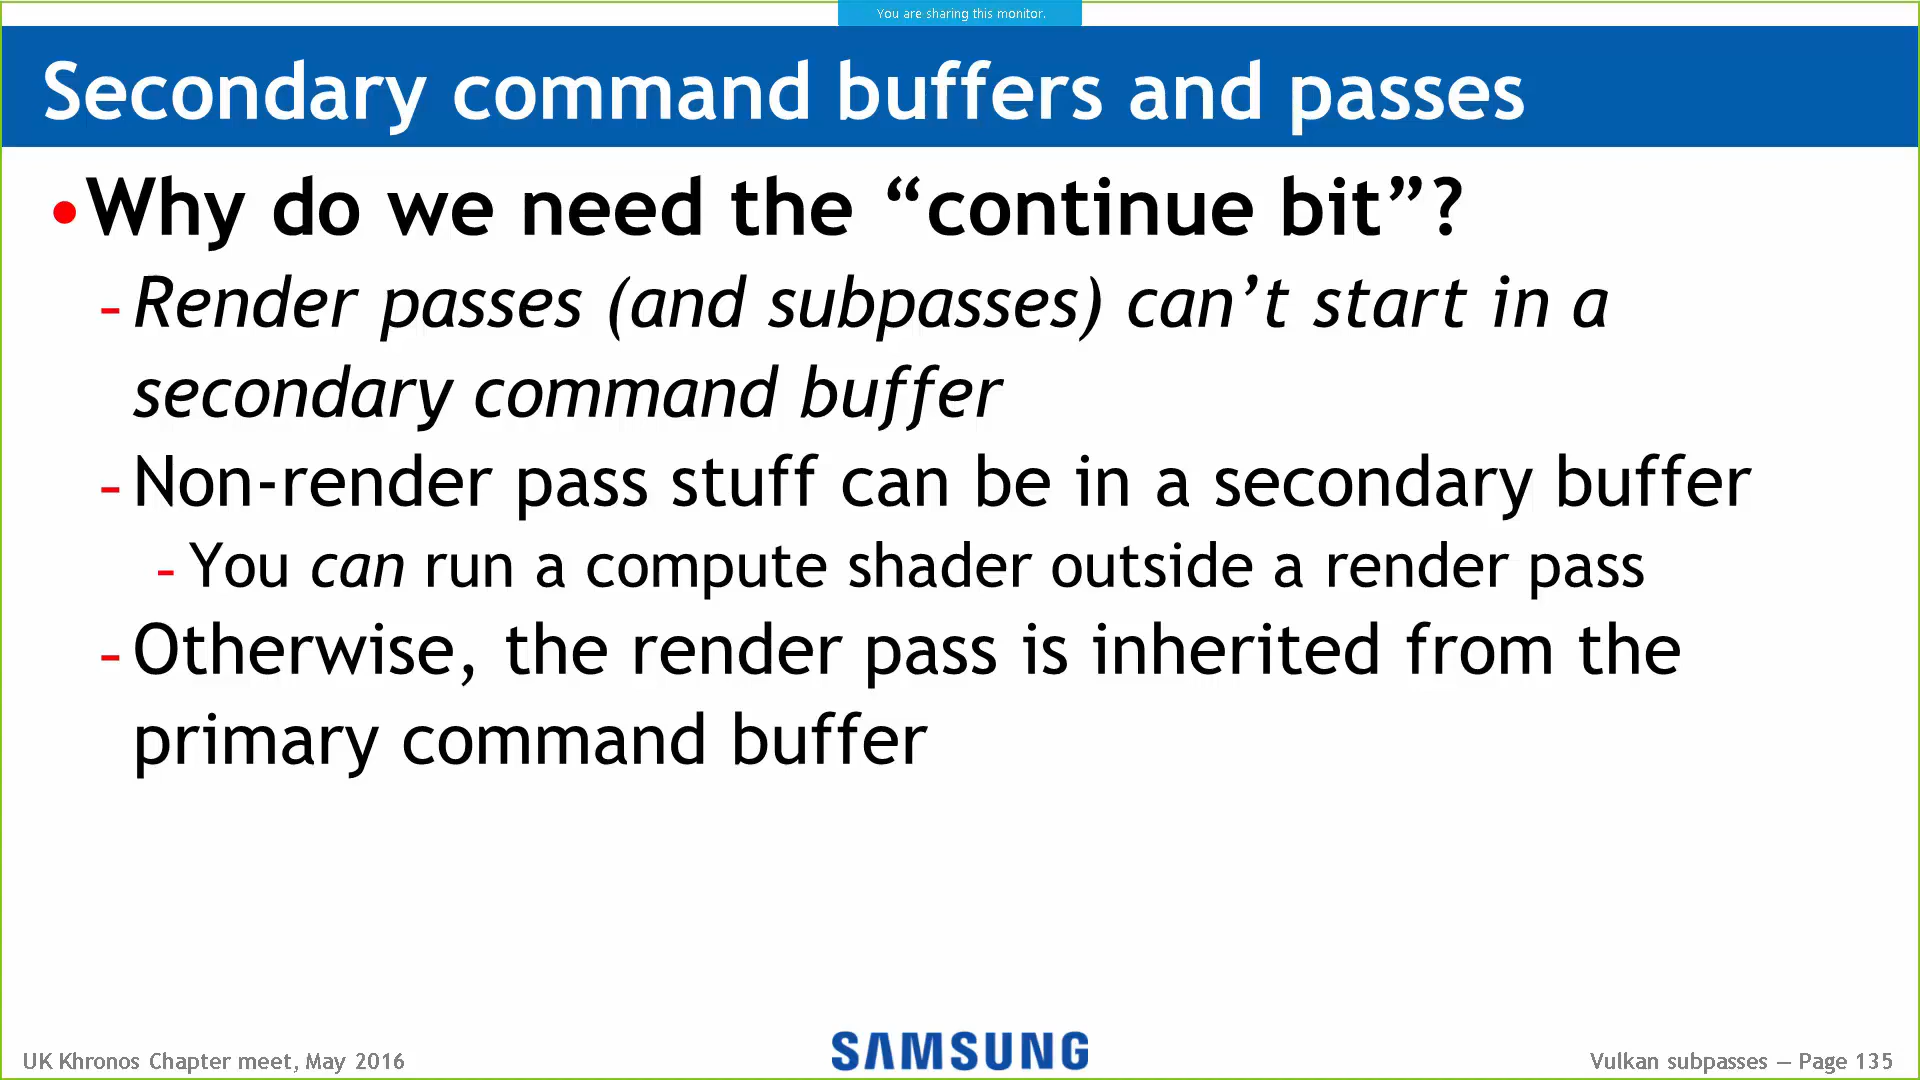 You are sharing this monitor.
Secondary command buffers and passes
•Why do we need the “continue bit”?
-Render passes (and subpasses) can’t start in a
secondary command buffer
-Non-render pass stuff can be in a secondary buffer
-You can run a compute shader outside a render pass
-Otherwise, the render pass is inherited from the
primary command buffer
UK Khronos Chapter meet, May 2016
SAMSUNG
Vulkan subpasses — Page 135